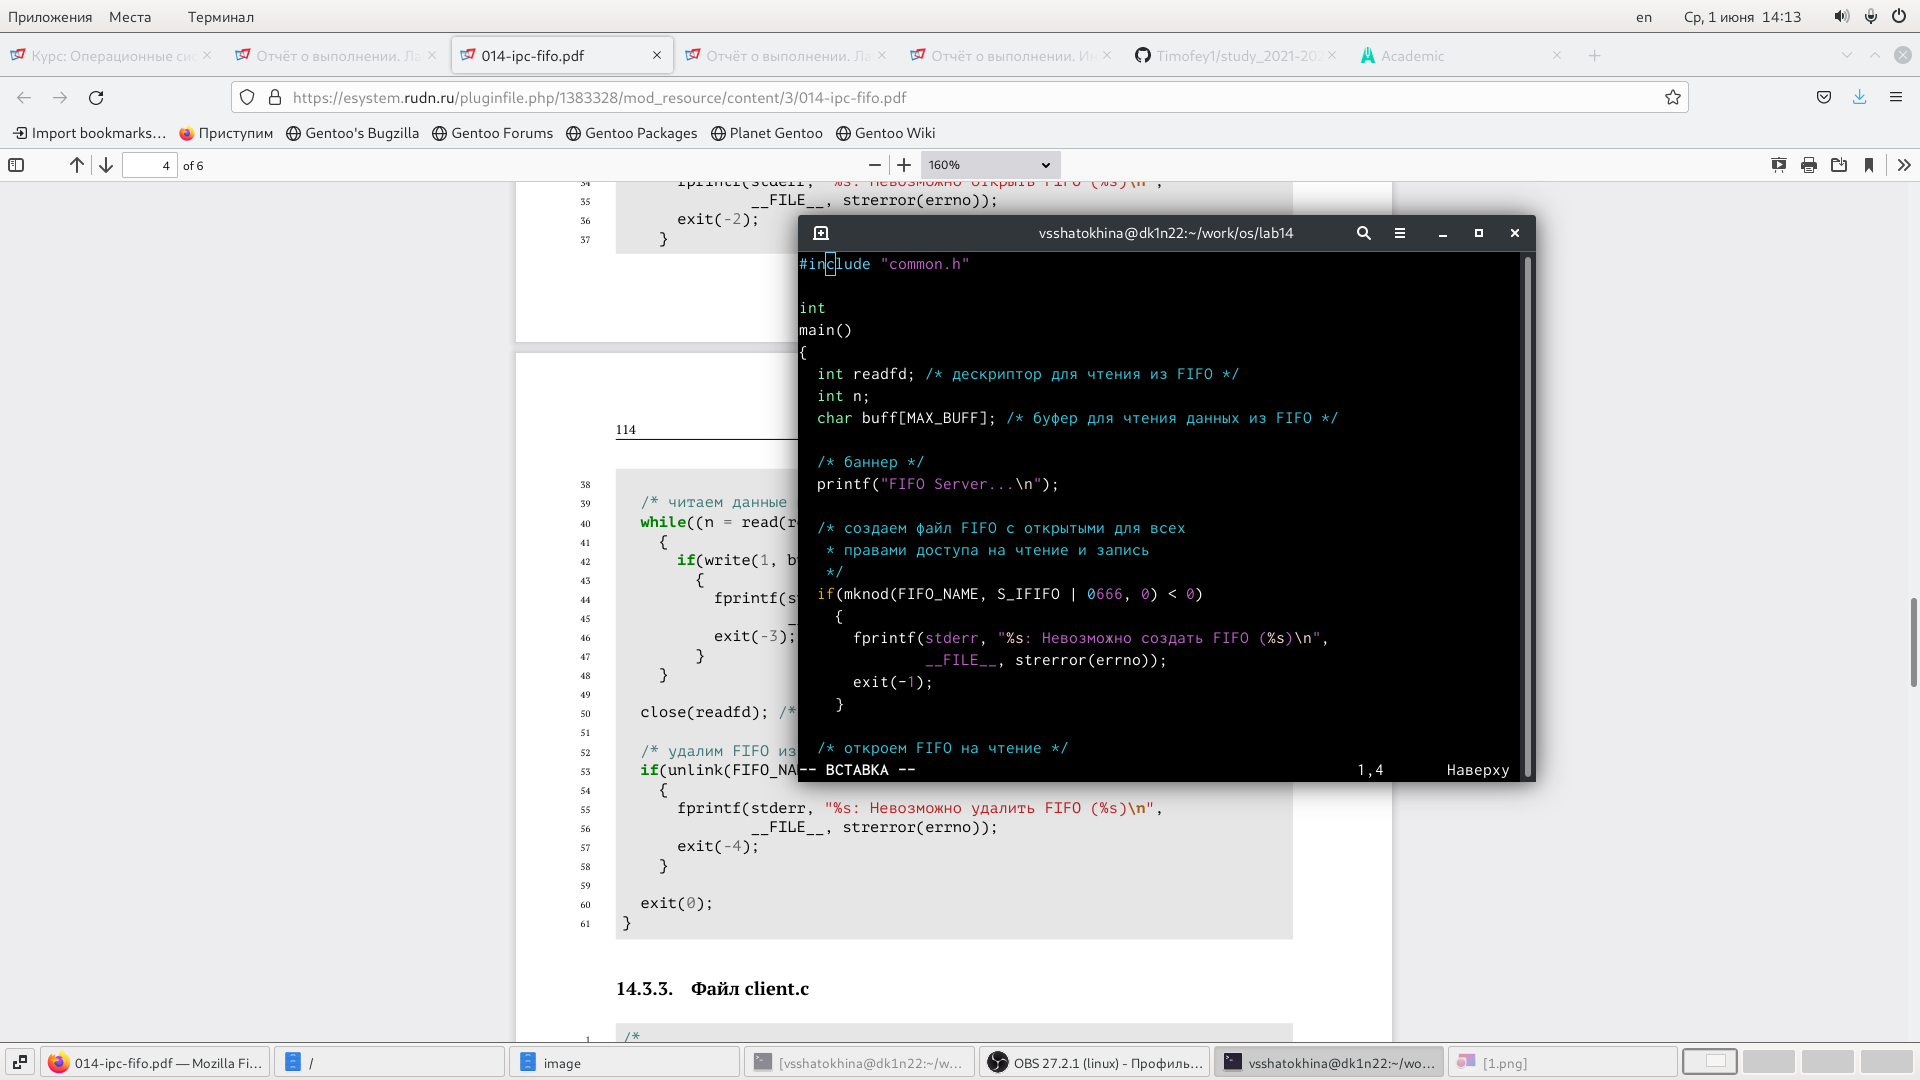 Приложения Места Терминал en Ср, 1 июня 14:13
Курс: Операционные сис Отчёт о выполнении. Ла 014-ipc-fifo.pdf Отчёт о выполнении. Ла Отчёт о выполнении. Ин Timofey1/study_2021-202 Academic
https://esystem.rudn.ru/pluginfile.php/1383328/mod_resource/content/3/014-ipc-fifo.pdf
Import bookmarks... Приступим Gentoo's Bugzilla Gentoo Forums Gentoo Packages Planet Gentoo Gentoo Wiki
4 of 6 160%
34 fprintf(stderr, "%s: Невозможно открыть FIFO (%s)\n",
35 __FILE__, strerror(errno));
36 exit(-2);
37 }
114
38
39 /* читаем данные
40 while((n = read(r
41 {
42 if(write(1, b
43 {
44 fprintf(s
45
46 exit(-3);
47 }
48 }
49
50 close(readfd); /*
51
52 /* удалим FIFO из
53 if(unlink(FIFO_NA
54 {
55 fprintf(stderr, "%s: Невозможно удалить FIFO (%s)\n",
56 __FILE__, strerror(errno));
57 exit(-4);
58 }
59
60 exit(0);
61 }
14.3.3. Файл client.c
1 /*
vsshatokhina@dk1n22:~/work/os/lab14
#include "common.h"
int
main()
{
int readfd; /* дескриптор для чтения из FIFO */
int n;
char buff[MAX_BUFF]; /* буфер для чтения данных из FIFO */
/* баннер */
printf("FIFO Server...\n");
/* создаем файл FIFO с открытыми для всех
* правами доступа на чтение и запись
*/
if(mknod(FIFO_NAME, S_IFIFO | 0666, 0) < 0)
{
fprintf(stderr, "%s: Невозможно создать FIFO (%s)\n",
__FILE__, strerror(errno));
exit(-1);
}
/* откроем FIFO на чтение */
-- ВСТАВКА -- 1,4 Наверху
014-ipc-fifo.pdf — Mozilla Fi... / image [vsshatokhina@dk1n22:~/w... OBS 27.2.1 (linux) - Профиль... vsshatokhina@dk1n22:~/wo... [1.png]